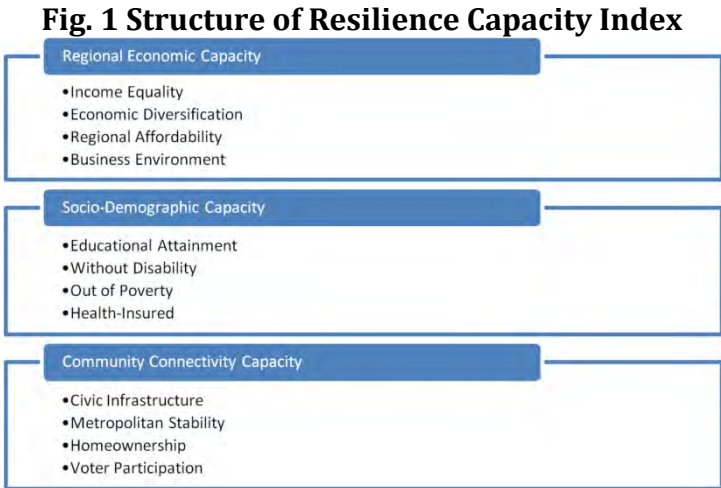 Fig. 1 Structure of Resilience Capacity Index
Regional Economic Capacity
•Income Equality
•Economic Diversification
•Regional Affordability
•Business Environment
Socio-Demographic Capacity
•Educational Attainment
•Without Disability
•Out of Poverty
•Health-Insured
Community Connectivity Capacity
•Civic Infrastructure
•Metropolitan Stability
•Homeownership
•Voter Participation